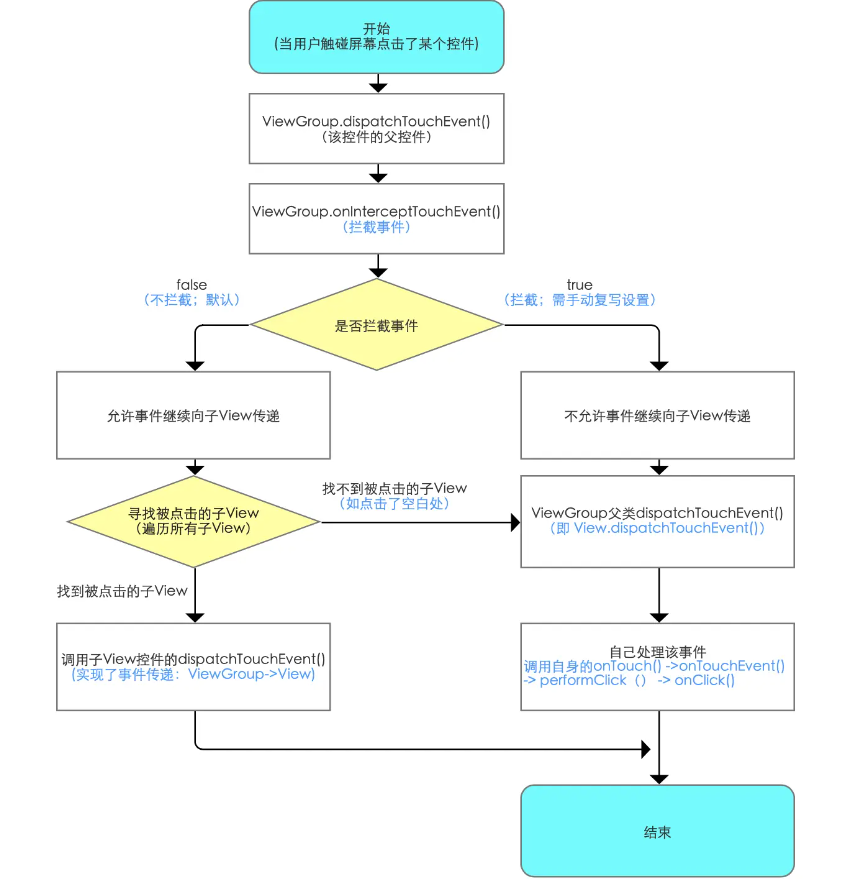 开始
(当用户触碰屏幕点击了某个控件)
ViewGroup.dispatchTouchEvent()
（该控件的父控件）
ViewGroup.onInterceptTouchEvent()
（拦截事件）
false
（不拦截；默认）
true
（拦截；需手动复写设置）
是否拦截事件
允许事件继续向子View传递
不允许事件继续向子View传递
寻找被点击的子View
（遍历所有子View）
找不到被点击的子View
（如点击了空白处）
ViewGroup父类dispatchTouchEvent()
（即 View.dispatchTouchEvent()）
找到被点击的子View
调用子View控件的dispatchTouchEvent()
(实现了事件传递：ViewGroup->View)
自己处理该事件
调用自身的onTouch() ->onTouchEvent()
-> performClick（） -> onClick()
结束